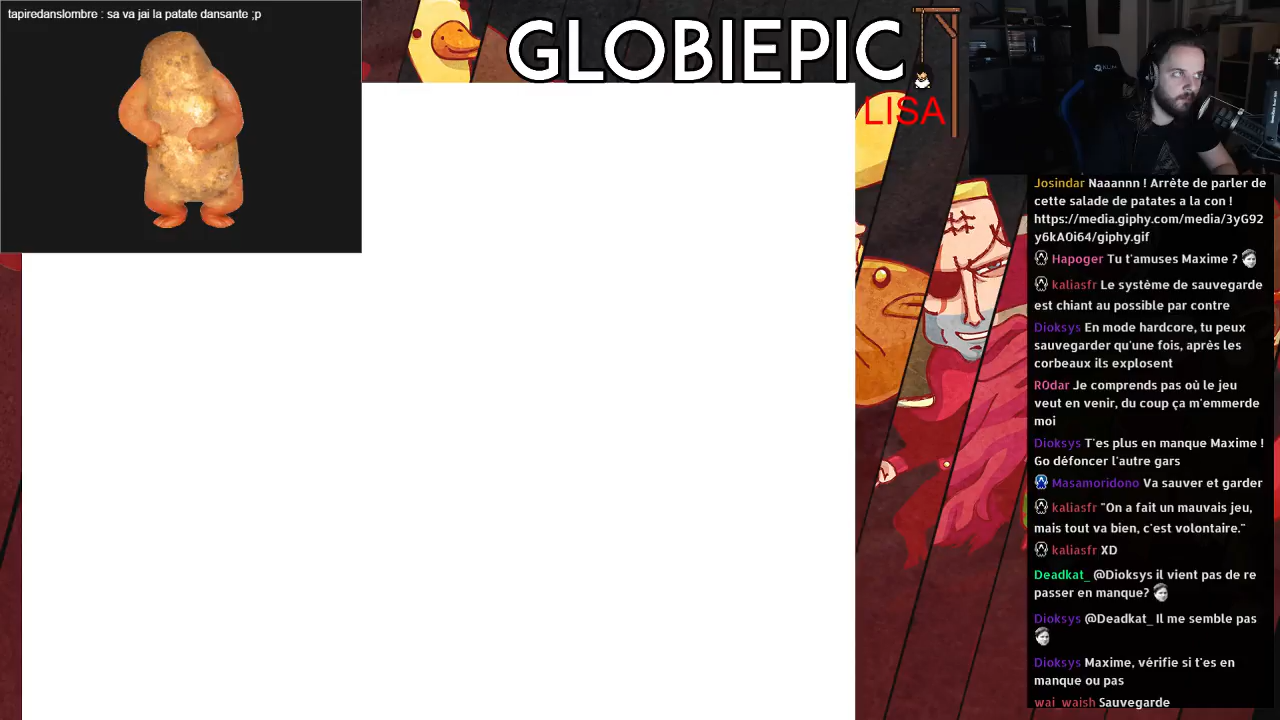 tapiredanslombre : sa va jai la patate dansante ;p
GLOBIEPIC
LISA
Josindar Naaannn ! Arrête de parler de
cette salade de patates a la con !
https://media.giphy.com/media/3yG92
y6kA0i64/giphy.gif
Hapoger Tu t'amuses Maxime ?
kaliasfr Le système de sauvegarde
est chiant au possible par contre
Dioksys En mode hardcore, tu peux
sauvegarder qu'une fois, après les
corbeaux ils explosent
R0dar Je comprends pas où le jeu
veut en venir, du coup ça m'emmerde
moi
Dioksys T'es plus en manque Maxime !
Go défoncer l'autre gars
Masamoridono Va sauver et garder
kaliasfr "On a fait un mauvais jeu,
mais tout va bien, c'est volontaire."
kaliasfr XD
Deadkat_ @Dioksys il vient pas de re
passer en manque?
Dioksys @Deadkat_ Il me semble pas
Dioksys Maxime, vérifie si t'es en
manque ou pas
wai_waish Sauvegarde